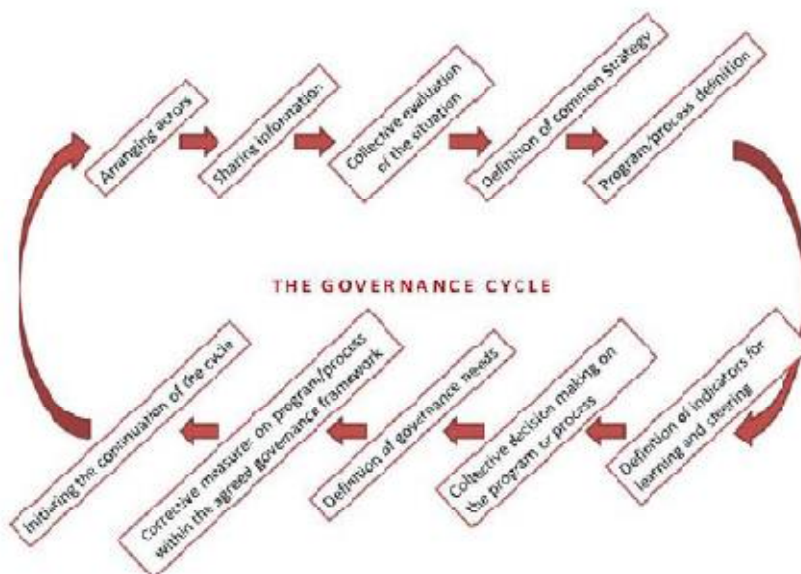 Arranging actors
Sharing information
Collective evaluation
of the situation
Definition of common Strategy
Program/process definition
THE GOVERNANCE CYCLE
Definition of indicators for
learning and steering
Collective decision making on
the program or process
Definition of governance needs
Corrective measures on program/process
within the agreed governance framework
Initiating the continuation of the cycle